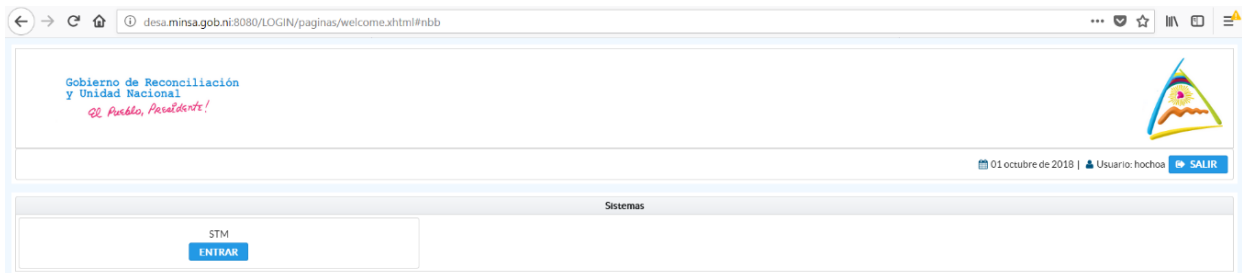 desa.minsa.gob.ni:8080/LOGIN/paginas/welcome.xhtml#nbb
Gobierno de Reconciliación
y Unidad Nacional
El Pueblo, Presidente!
01 octubre de 2018 | Usuario: hochoa SALIR
Sistemas
STM
ENTRAR